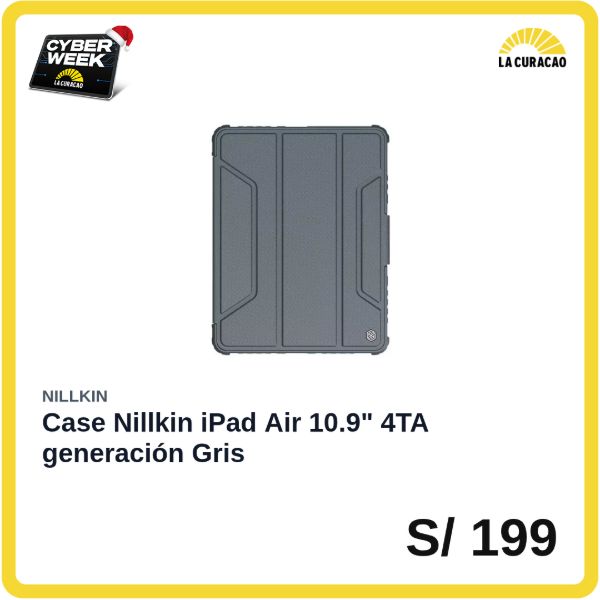 CYBER
WEEK
LA CURACAO
LA CURACAO
NILLKIN
Case Nillkin iPad Air 10.9" 4TA
generación Gris
S/ 199